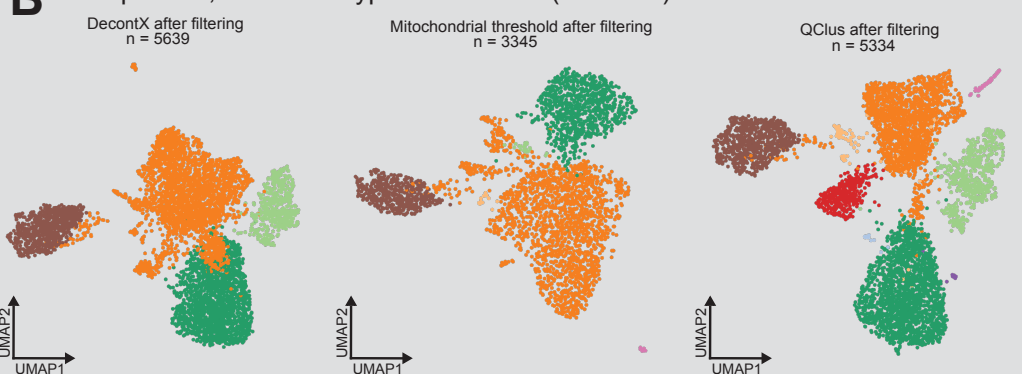 B
DecontX after filtering
n = 5639
Mitochondrial threshold after filtering
n = 3345
QClus after filtering
n = 5334
UMAP2
UMAP1
UMAP2
UMAP1
UMAP2
UMAP1